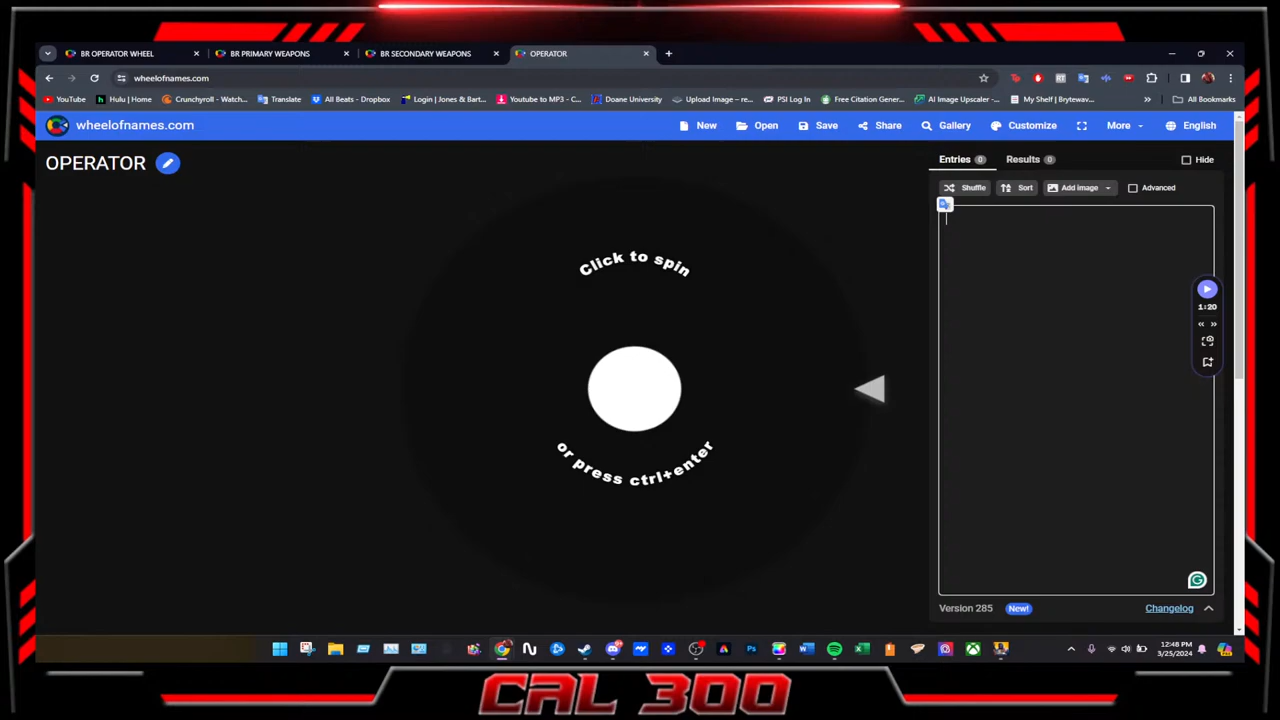 BR OPERATOR WHEEL
BR PRIMARY WEAPONS
BR SECONDARY WEAPONS
OPERATOR
wheelofnames.com
YouTube
Hulu | Home
Crunchyroll - Watch...
Translate
All Beats - Dropbox
Login | Jones & Bart...
Youtube to MP3 - C...
Doane University
Upload Image – re...
PSI Log In
Free Citation Gener...
AI Image Upscaler -...
My Shelf | Brytewav...
»
All Bookmarks
wheelofnames.com
New
Open
Save
Share
Gallery
Customize
More
English
OPERATOR
Entries 0
Results 0
Hide
Shuffle
Sort
Add image
Advanced
Click to spin
or press ctrl+enter
1:20
« »
Version 285
New!
Changelog
12:48 PM
3/25/2024
CAL 300